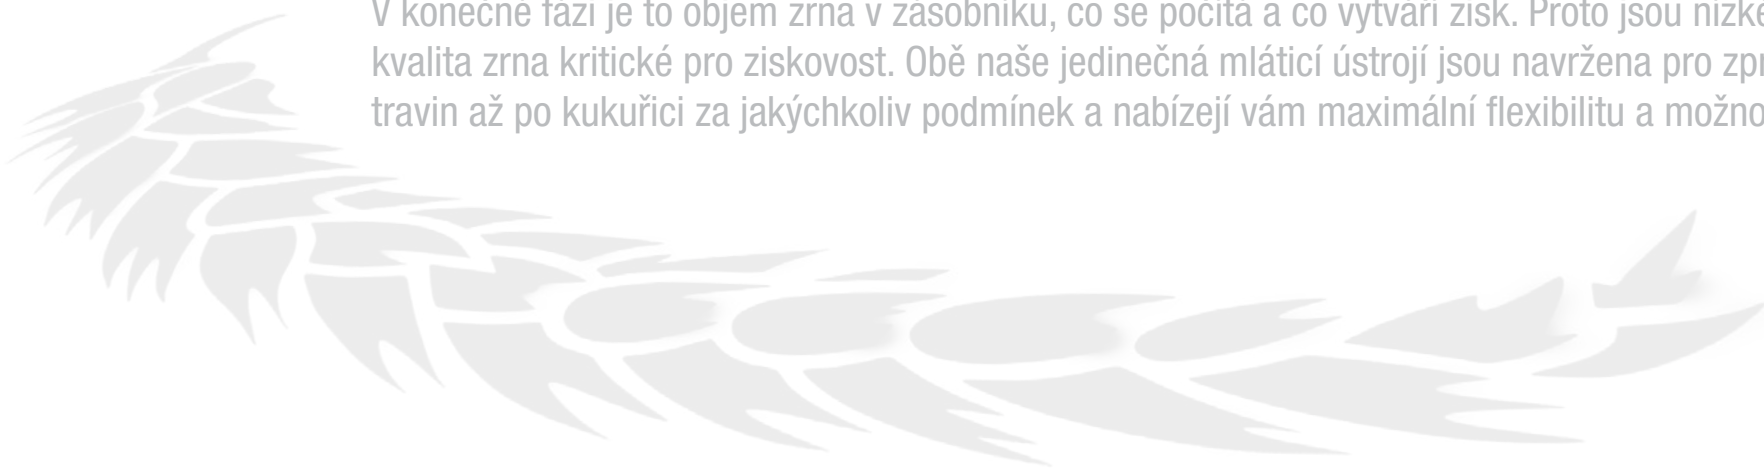 V konečné fázi je to objem zrna v zásobníku, co se počítá a co vytváří zisk. Proto jsou nízké
kvalita zrna kritické pro ziskovost. Obě naše jedinečná mláticí ústrojí jsou navržena pro zpr
travin až po kukuřici za jakýchkoliv podmínek a nabízejí vám maximální flexibilitu a možno